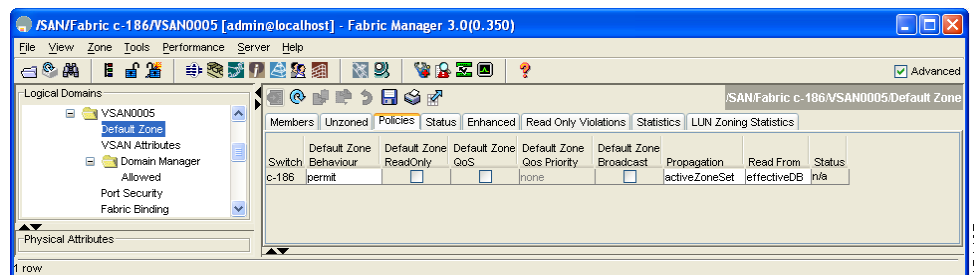 /SAN/Fabric c-186/VSAN0005 [admin@localhost] - Fabric Manager 3.0(0.350)
File View Zone Tools Performance Server Help
Advanced
Logical Domains
/SAN/Fabric c-186/VSAN0005/Default Zone
VSAN0005
Default Zone
VSAN Attributes
Domain Manager
Allowed
Port Security
Fabric Binding
Physical Attributes
Members Unzoned Policies Status Enhanced Read Only Violations Statistics LUN Zoning Statistics
Default Zone Default Zone Default Zone Default Zone Default Zone
Switch Behaviour ReadOnly QoS Qos Priority Broadcast Propagation Read From Status
c-186 permit none activeZoneSet effectiveDB n/a
1 row